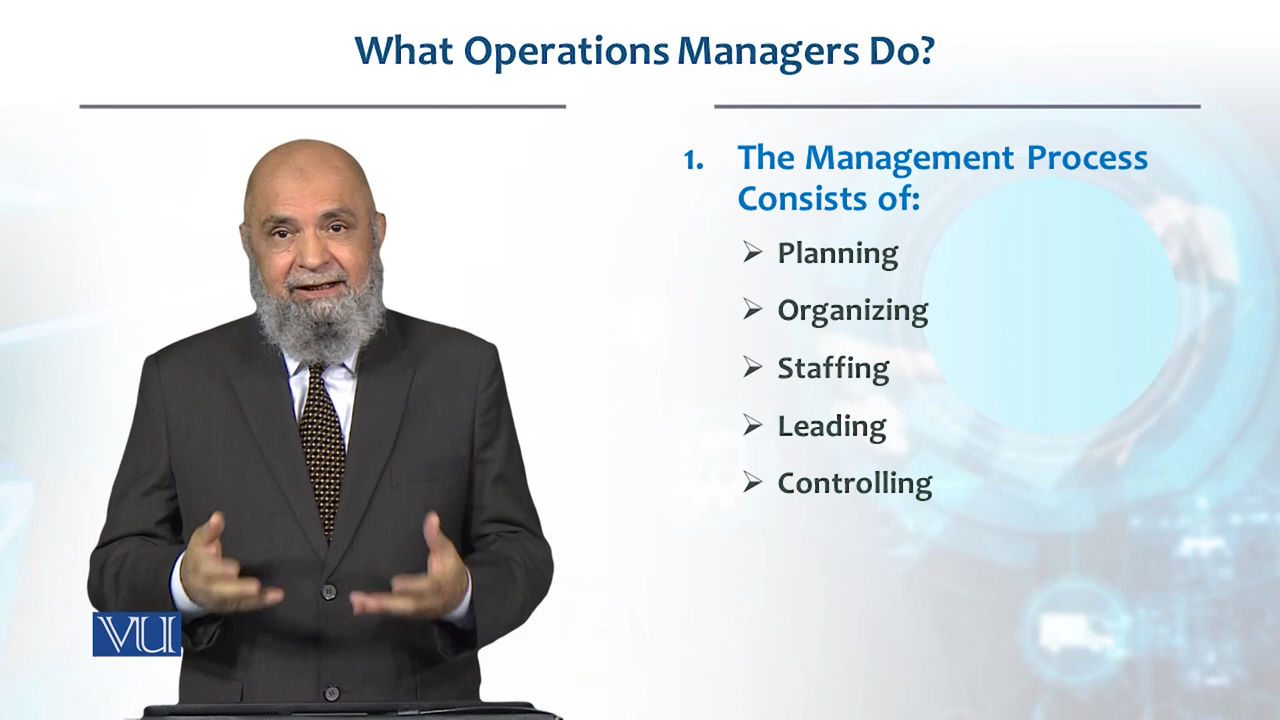 What Operations Managers Do?
1. The Management Process
Consists of:
➢ Planning
➢ Organizing
➢ Staffing
➢ Leading
➢ Controlling
VU